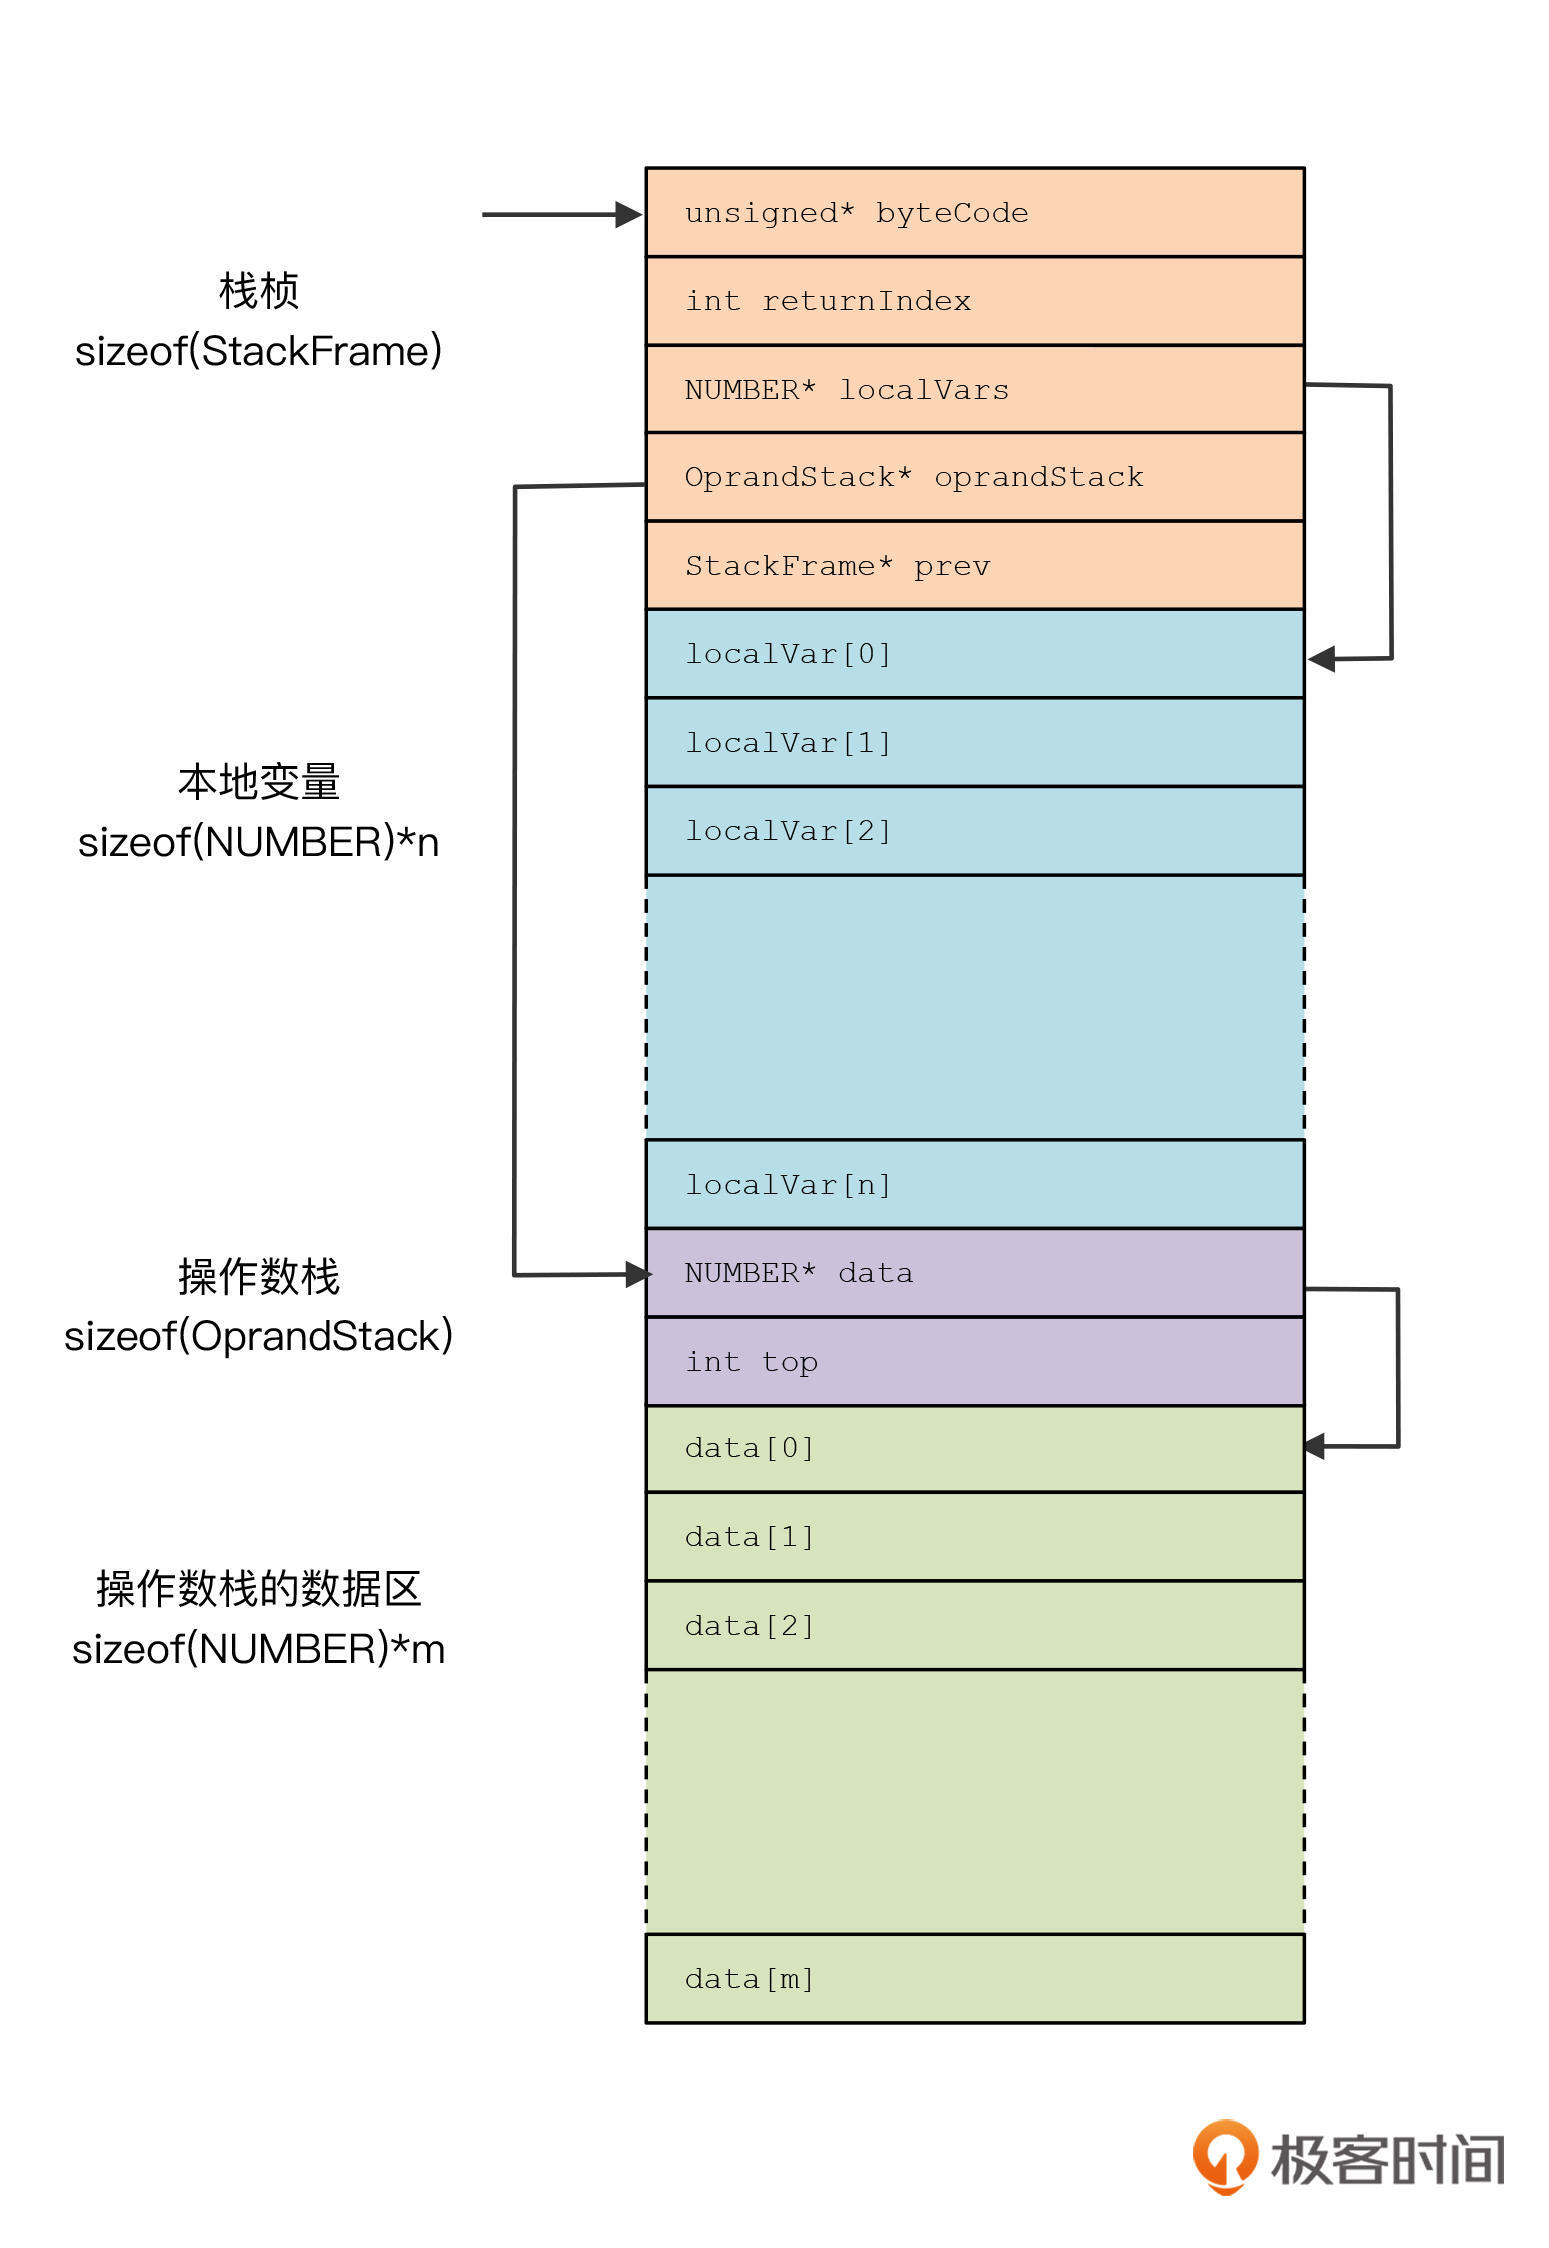 unsigned* byteCode
栈桢
sizeof(StackFrame)
int returnIndex
NUMBER* localVars
OprandStack* oprandStack
StackFrame* prev
localVar[0]
本地变量
sizeof(NUMBER)*n
localVar[1]
localVar[2]
localVar[n]
操作数栈
sizeof(OprandStack)
NUMBER* data
int top
data[0]
data[1]
操作数栈的数据区
sizeof(NUMBER)*m
data[2]
data[m]
极客时间